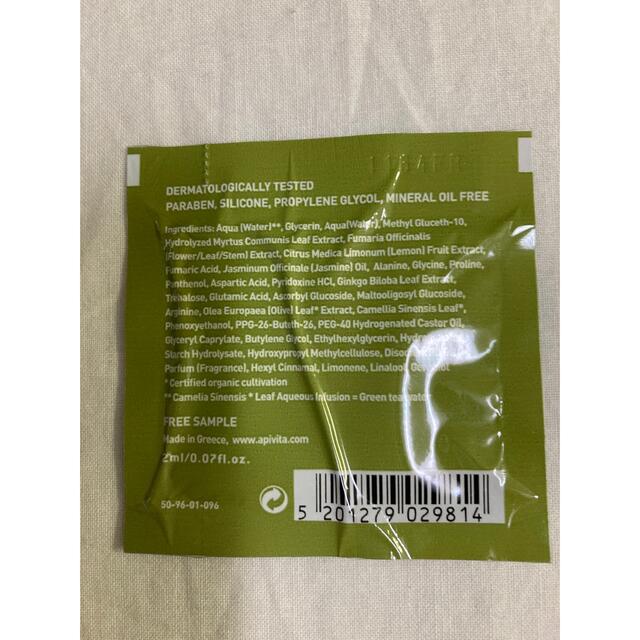 DERMATOLOGICALLY TESTED
PARABEN, SILICONE, PROPYLENE GLYCOL, MINERAL OIL FREE
Ingredients: Aqua (Water)**, Glycerin, Aqua(Water), Methyl Gluceth-10,
Hydrolyzed Myrtus Communis Leaf Extract, Fumaria Officinalis
(Flower/Leaf/Stem) Extract, Citrus Medica Limonum (Lemon) Fruit Extract,
Fumaric Acid, Jasminum Officinale (Jasmine) Oil, Alanine, Glycine, Proline,
Panthenol, Aspartic Acid, Pyridoxine HCl, Ginkgo Biloba Leaf Extract,
Trehalose, Glutamic Acid, Ascorbyl Glucoside, Maltooligosyl Glucoside,
Arginine, Olea Europaea (Olive) Leaf* Extract, Camellia Sinensis Leaf*,
Phenoxyethanol, PPG-26-Buteth-26, PEG-40 Hydrogenated Castor Oil,
Glyceryl Caprylate, Butylene Glycol, Ethylhexylglycerin,
Starch Hydrolysate, Hydroxypropyl Methylcellulose,
Parfum (Fragrance), Hexyl Cinnamal, Limonene, Linalool,
* Certified organic cultivation
** Camelia Sinensis * Leaf Aqueous Infusion = Green tea water
FREE SAMPLE
Made in Greece, www.apivita.com
2ml/0.07fl.oz.
50-96-01-096
5 201279 029814